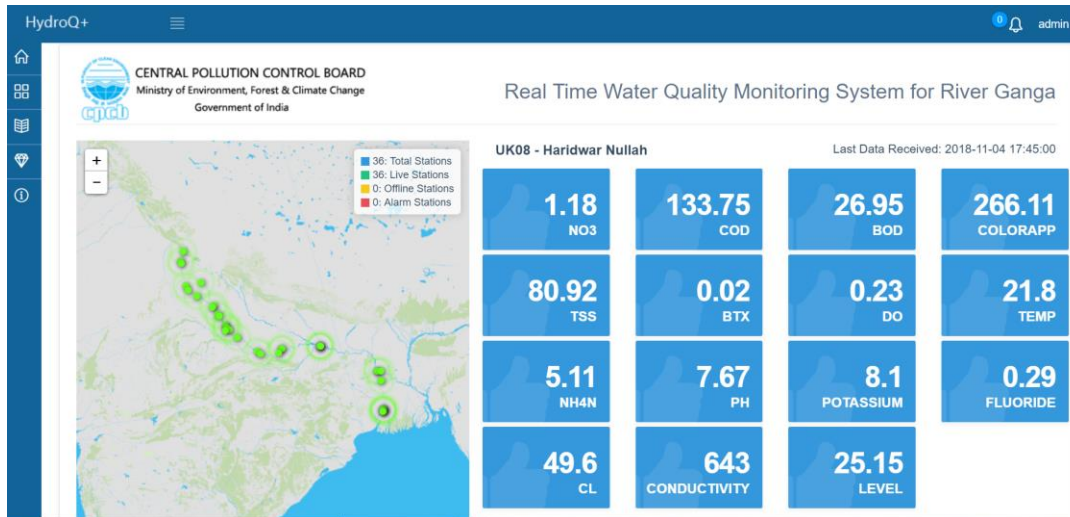 HydroQ+
0
admin
cpcb
CENTRAL POLLUTION CONTROL BOARD
Ministry of Environment, Forest & Climate Change
Government of India
Real Time Water Quality Monitoring System for River Ganga
+
−
36: Total Stations
36: Live Stations
0: Offline Stations
0: Alarm Stations
UK08 - Haridwar Nullah
Last Data Received: 2018-11-04 17:45:00
1.18
NO3
133.75
COD
26.95
BOD
266.11
COLORAPP
80.92
TSS
0.02
BTX
0.23
DO
21.8
TEMP
5.11
NH4N
7.67
PH
8.1
POTASSIUM
0.29
FLUORIDE
49.6
CL
643
CONDUCTIVITY
25.15
LEVEL